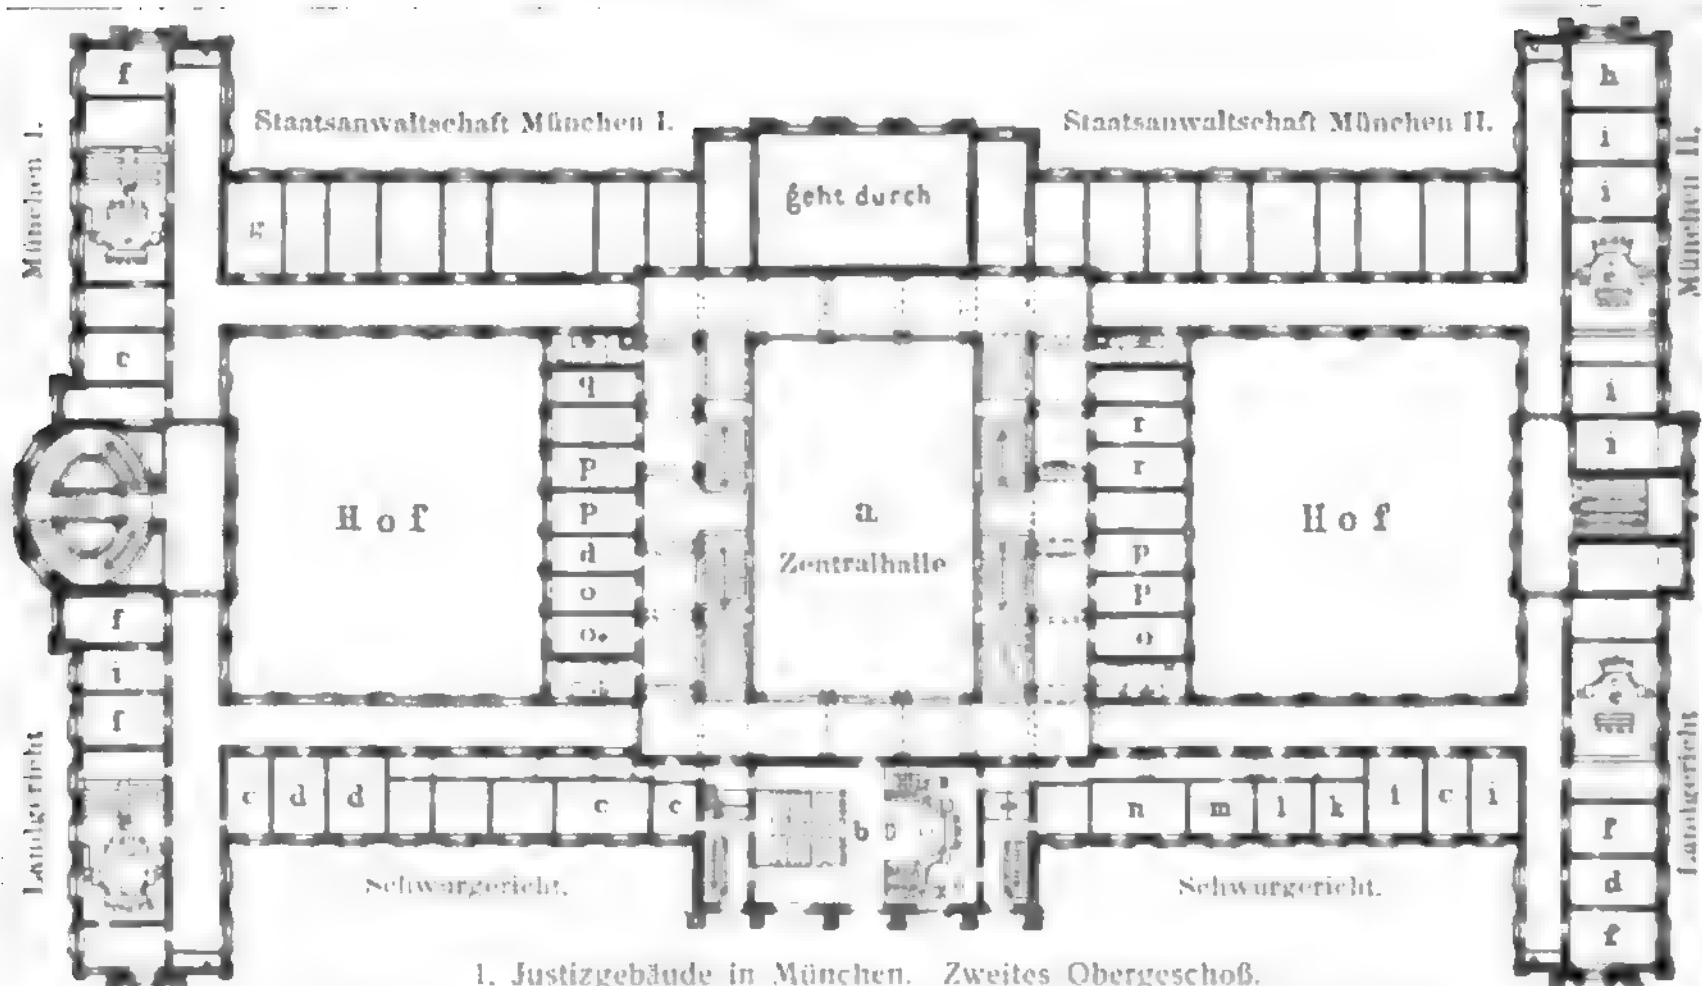 f
h
München I.
Staatsanwaltschaft München I.
Staatsanwaltschaft München II.
München II.
i
i
geht durch
g
e
c
q
i
r
i
p
r
Hof
p
a
Hof
d
Zentralhalle
p
o
p
f
o
o
i
f
e
Landgericht
Landgericht
c d d c c
b
n m l k i c i
f
d
f
Schwurgericht.
Schwurgericht.
1. Justizgebäude in München. Zweites Obergeschoß.